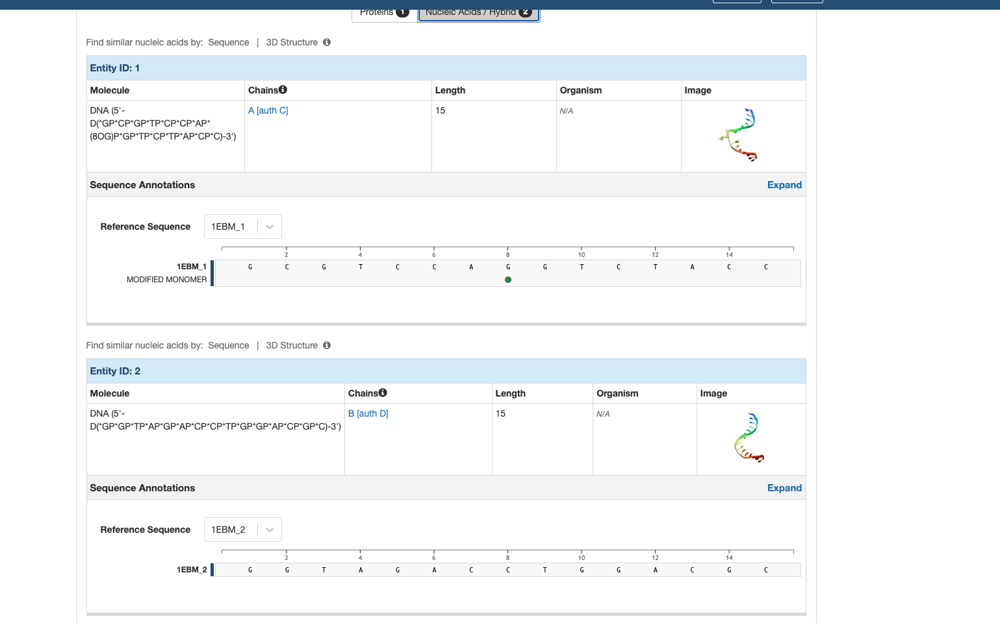 Proteins 1 Nucleic Acids / Hybrid 2
Find similar nucleic acids by: Sequence | 3D Structure
Entity ID: 1
Molecule Chains Length Organism Image
DNA (5'- A [auth C] 15 N/A
D(*GP*CP*GP*TP*CP*CP*AP*
(8OG)P*GP*TP*CP*TP*AP*CP*C)-3')
Sequence Annotations Expand
Reference Sequence 1EBM_1
2 4 6 8 10 12 14
1EBM_1 G C G T C C A G G T C T A C C
MODIFIED MONOMER
Find similar nucleic acids by: Sequence | 3D Structure
Entity ID: 2
Molecule Chains Length Organism Image
DNA (5'- B [auth D] 15 N/A
D(*GP*GP*TP*AP*GP*AP*CP*CP*TP*GP*GP*AP*CP*GP*C)-3')
Sequence Annotations Expand
Reference Sequence 1EBM_2
2 4 6 8 10 12 14
1EBM_2 G G T A G A C C T G G A C G C